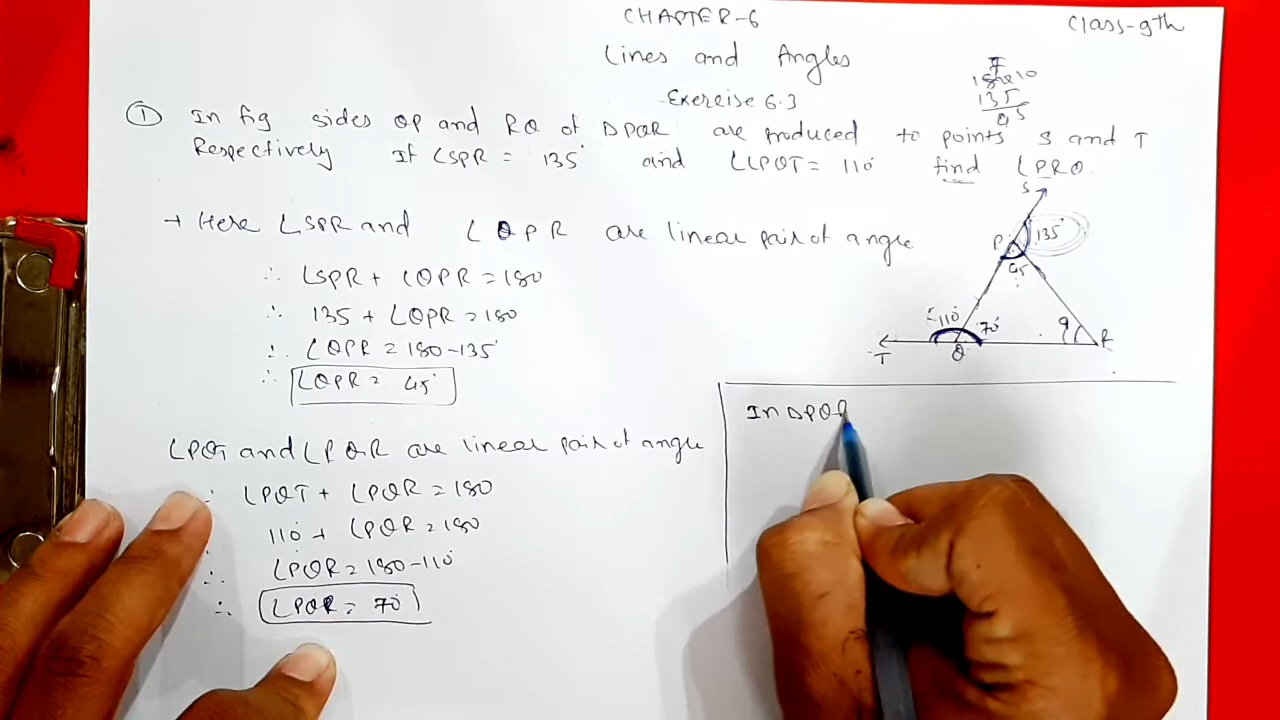 CHAPTER-6
Class-9th
Lines and Angles
Exercise 6.3
① In fig sides QP and RQ of ΔPQR are produced to points S and T
Respectively If ∠SPR = 135° and ∠∠PQT = 110° find ∠PRQ.
→ Here ∠SPR and ∠QPR are linear pair of angle
∴ ∠SPR + ∠QPR = 180
∴ 135 + ∠QPR = 180
∴ ∠QPR = 180-135°
∴ ∠QPR = 45°
∠PQT and ∠PQR are linear pair of angle
∴ ∠PQT + ∠PQR = 180
110° + ∠PQR = 180
∴ ∠PQR = 180-110°
∴ ∠PQR = 70°
S
P
135°
45
110°
70°
?
T
Q
R
135
In ΔPQR